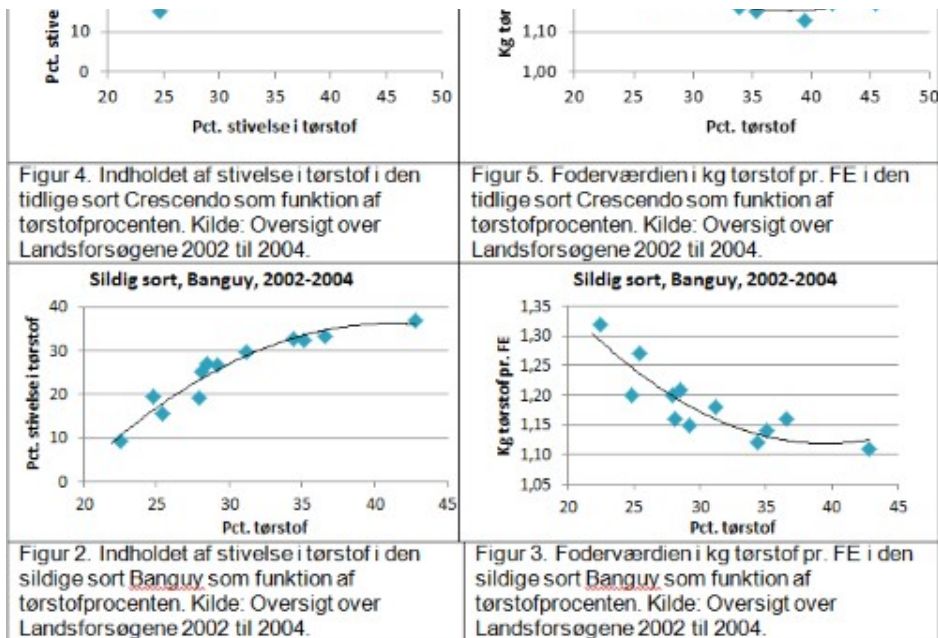 Pct. stive
10
0
20 25 30 35 40 45 50
Pct. stivelse i tørstof
Kg tør
1,10
1,00
20 25 30 35 40 45 50
Pct. tørstof
Figur 4. Indholdet af stivelse i tørstof i den
tidlige sort Crescendo som funktion af
tørstofprocenten. Kilde: Oversigt over
Landsforsøgene 2002 til 2004.
Figur 5. Foderværdien i kg tørstof pr. FE i den
tidlige sort Crescendo som funktion af
tørstofprocenten. Kilde: Oversigt over
Landsforsøgene 2002 til 2004.
Sildig sort, Banguy, 2002-2004
Pct. stivelse i tørstof
40
30
20
10
0
20 25 30 35 40 45
Pct. tørstof
Sildig sort, Banguy, 2002-2004
Kg tørstof pr. FE
1,35
1,30
1,25
1,20
1,15
1,10
1,05
20 25 30 35 40 45
Pct. tørstof
Figur 2. Indholdet af stivelse i tørstof i den
sildige sort Banguy som funktion af
tørstofprocenten. Kilde: Oversigt over
Landsforsøgene 2002 til 2004.
Figur 3. Foderværdien i kg tørstof pr. FE i den
sildige sort Banguy som funktion af
tørstofprocenten. Kilde: Oversigt over
Landsforsøgene 2002 til 2004.